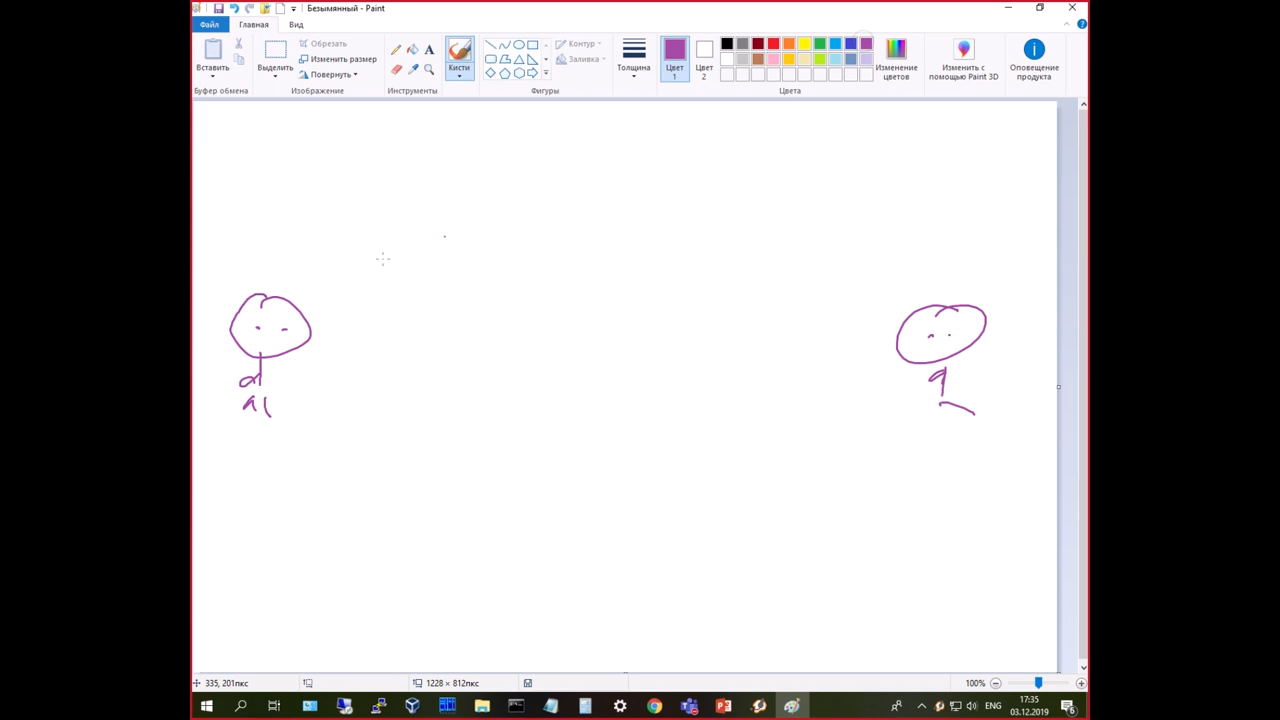 Безымянный - Paint
Файл Главная Вид
Вставить
Буфер обмена
Выделить
Обрезать
Изменить размер
Повернуть
Изображение
A
Инструменты
Кисти
Контур
Заливка
Фигуры
Толщина
Цвет
1
Цвет
2
Цвета
Изменение
цветов
Изменить с
помощью Paint 3D
Оповещение
продукта
335, 201пкс
1228 × 812пкс
100%
ENG
17:35
03.12.2019
6